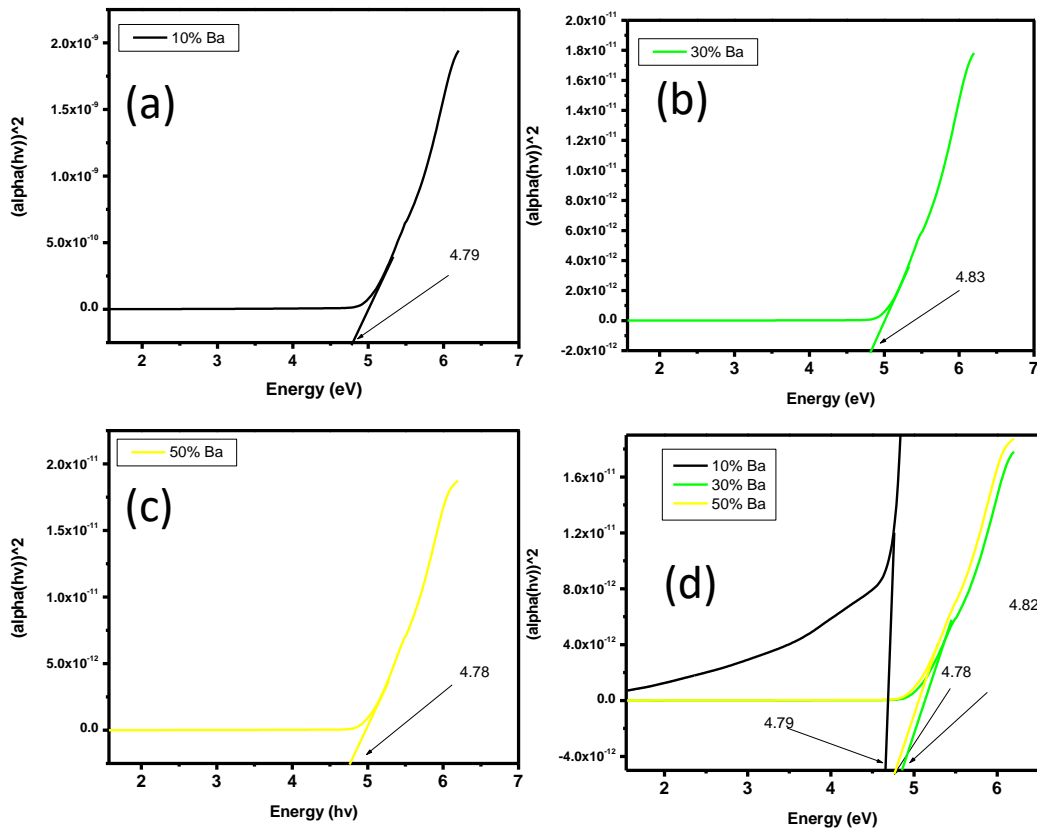 10% Ba
(a)
(alpha(hv))^2
2.0x10^-9
1.5x10^-9
1.0x10^-9
5.0x10^-10
0.0
4.79
2 3 4 5 6 7
Energy (eV)
30% Ba
(b)
(alpha(hv))^2
2.0x10^-11
1.8x10^-11
1.6x10^-11
1.4x10^-11
1.2x10^-11
1.0x10^-11
8.0x10^-12
6.0x10^-12
4.0x10^-12
2.0x10^-12
0.0
-2.0x10^-12
4.83
2 3 4 5 6 7
Energy (eV)
50% Ba
(c)
(alpha(hv))^2
2.0x10^-11
1.5x10^-11
1.0x10^-11
5.0x10^-12
0.0
4.78
2 3 4 5 6 7
Energy (hv)
10% Ba
30% Ba
50% Ba
(d)
(alpha(hv))^2
1.6x10^-11
1.2x10^-11
8.0x10^-12
4.0x10^-12
0.0
-4.0x10^-12
4.82
4.78
4.79
2 3 4 5 6
Energy (eV)